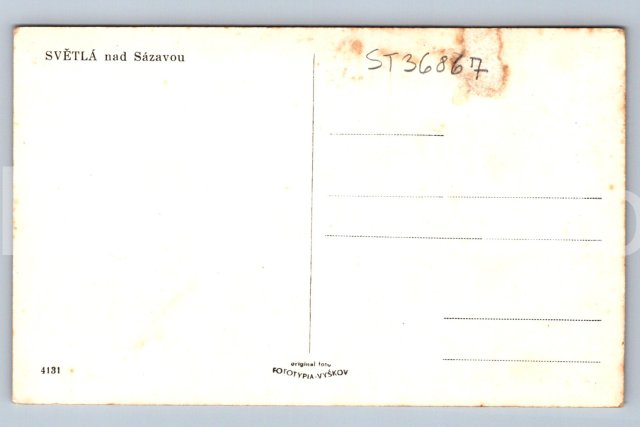 SVĚTLÁ nad Sázavou
ST36867
4131
original foto
FOTOTYPIA-VYŠKOV